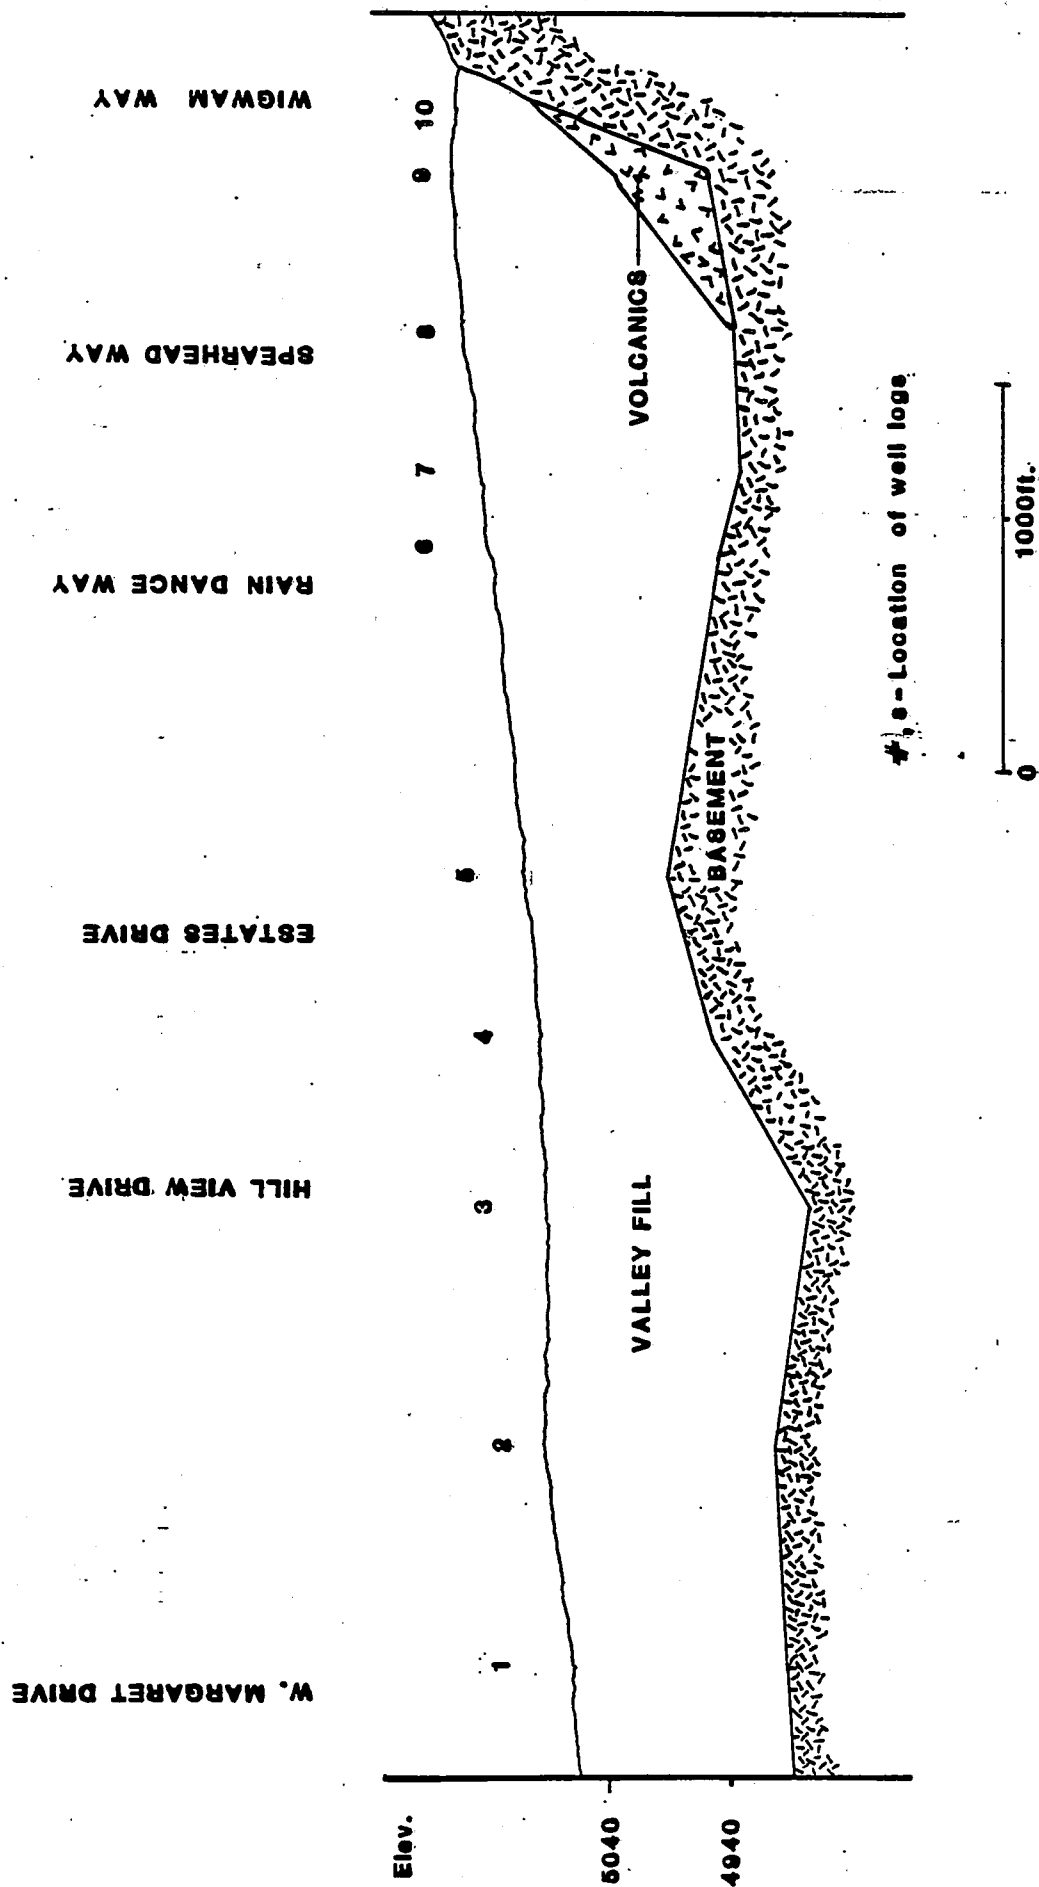 W. MARGARET DRIVE
HILL VIEW DRIVE
ESTATES DRIVE
RAIN DANCE WAY
SPEARHEAD WAY
WIGWAM WAY
Elev.
1
2
3
4
5
6
7
8
9
10
5040
4940
VALLEY FILL
BASEMENT
VOLCANICS
#,s-Location of well logs
0
1000ft.